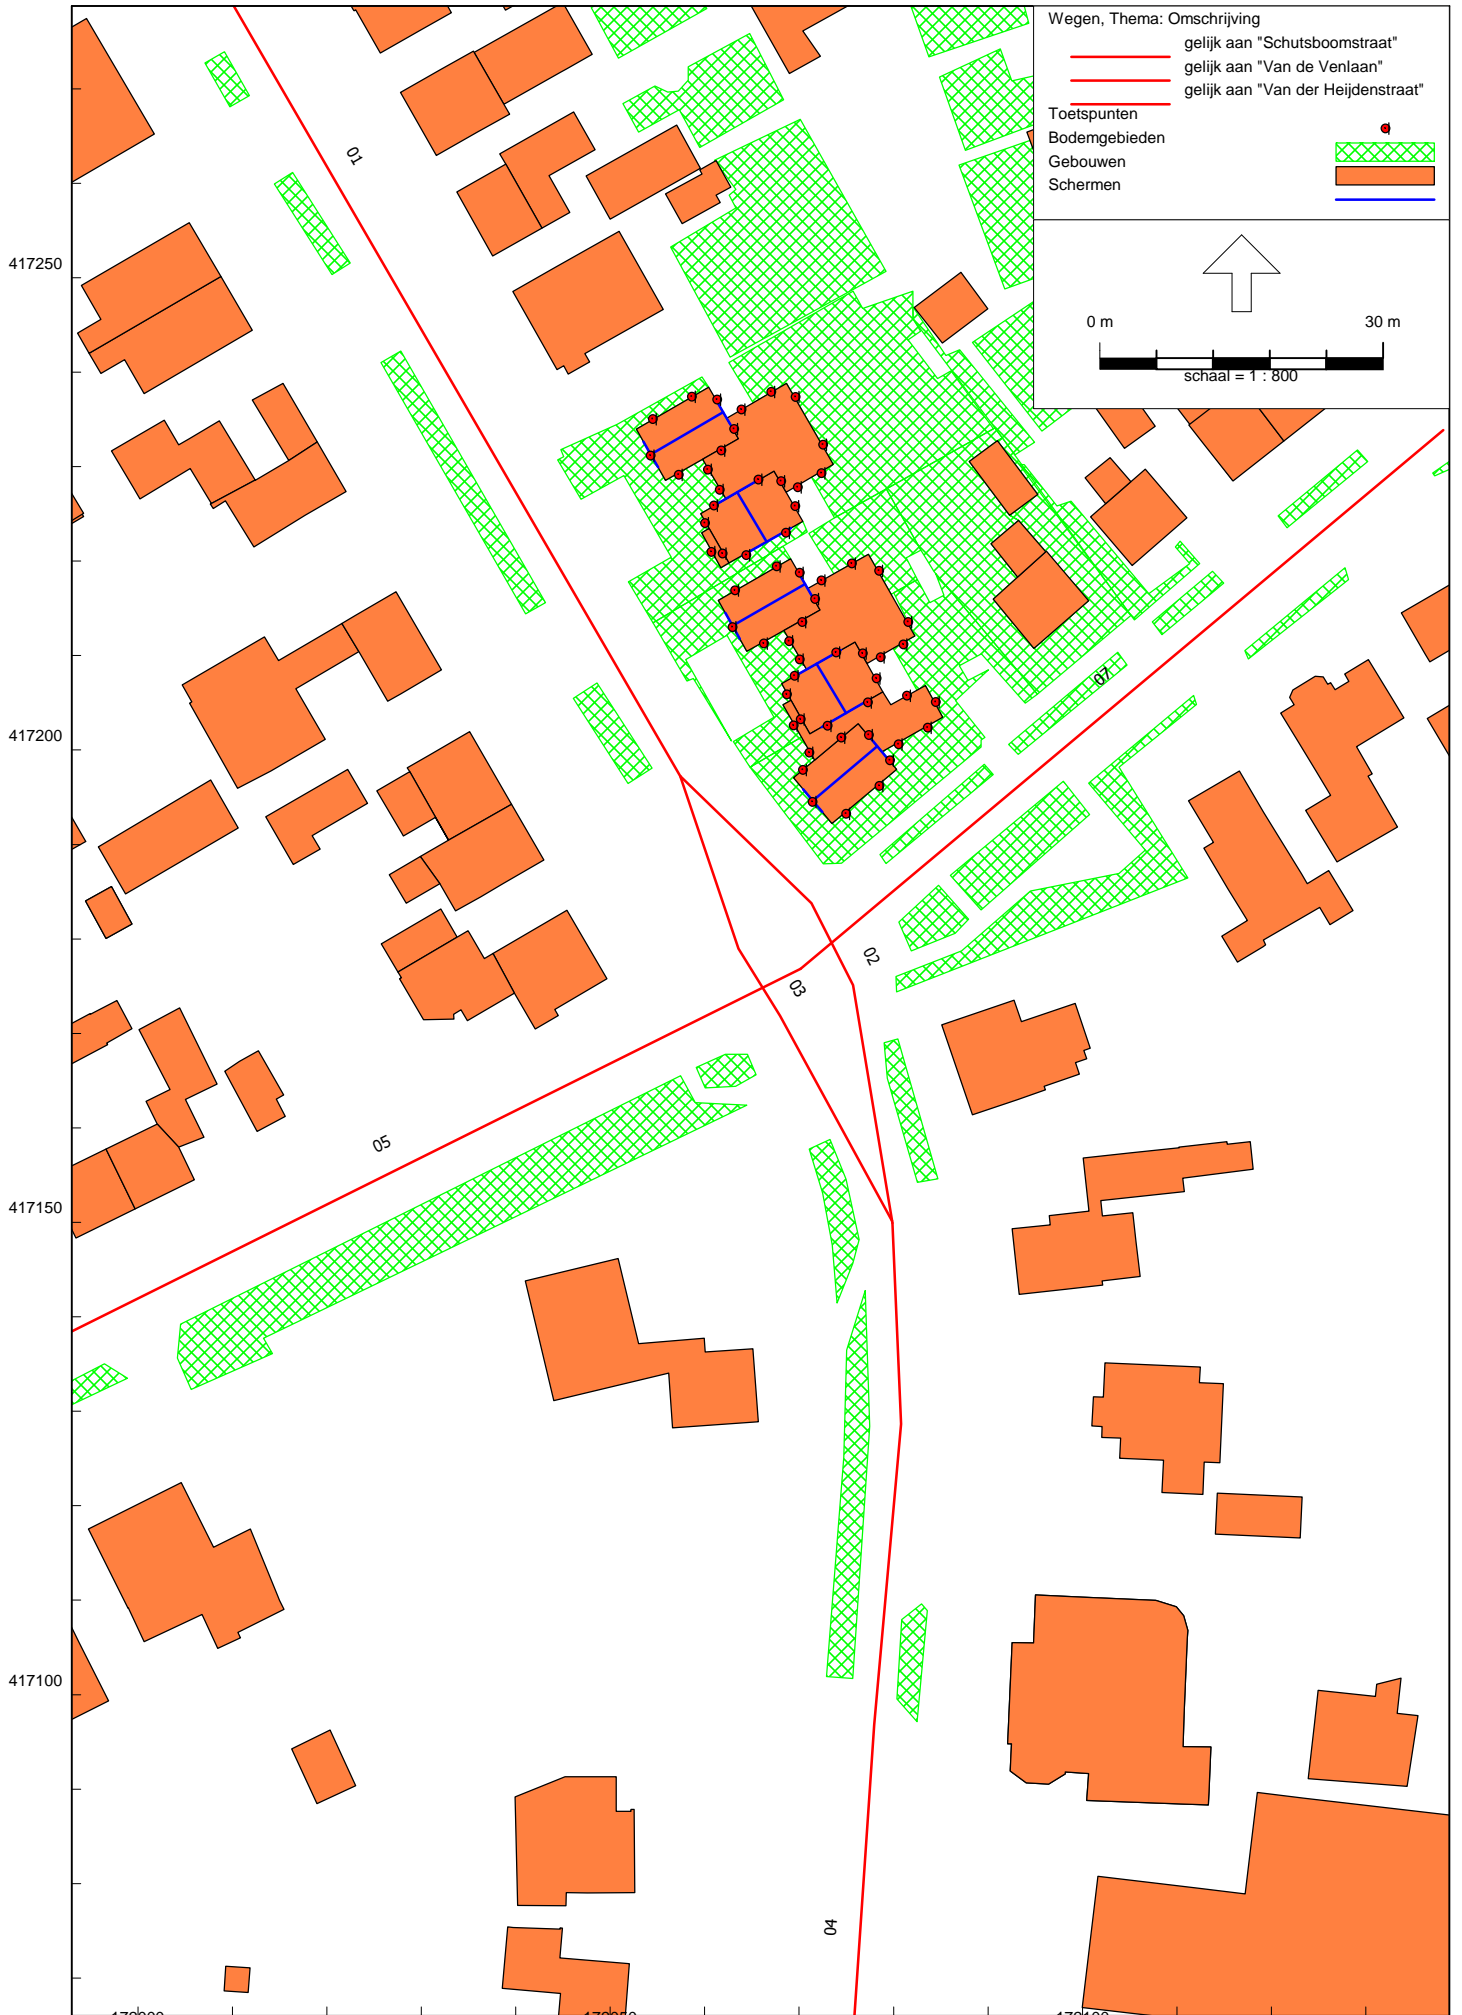 Wegen, Thema: Omschrijving
gelijk aan "Schutsboomstraat"
gelijk aan "Van de Venlaan"
gelijk aan "Van der Heijdenstraat"
Toetspunten
Bodemgebieden
Gebouwen
Schermen
0 m 30 m
schaal = 1 : 800
01
417250
07
417200
02
03
05
417150
417100
04